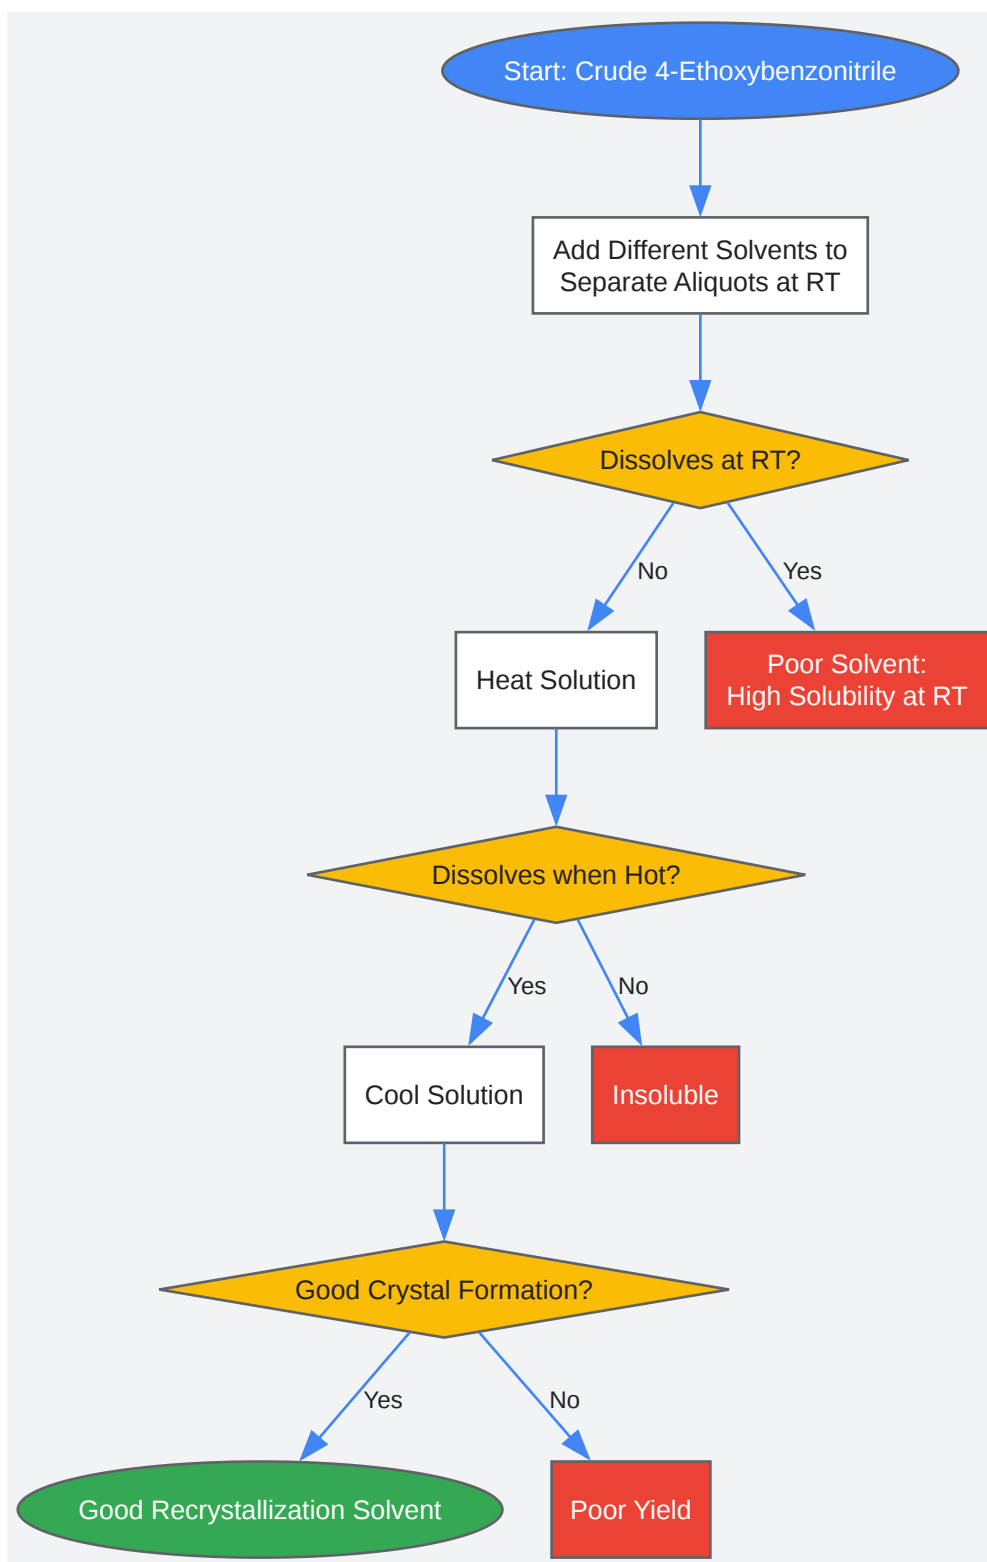 Start: Crude 4-Ethoxybenzonitrile
Add Different Solvents to
Separate Aliquots at RT
Dissolves at RT?
No
Yes
Heat Solution
Poor Solvent:
High Solubility at RT
Dissolves when Hot?
Yes
No
Cool Solution
Insoluble
Good Crystal Formation?
Yes
No
Good Recrystallization Solvent
Poor Yield